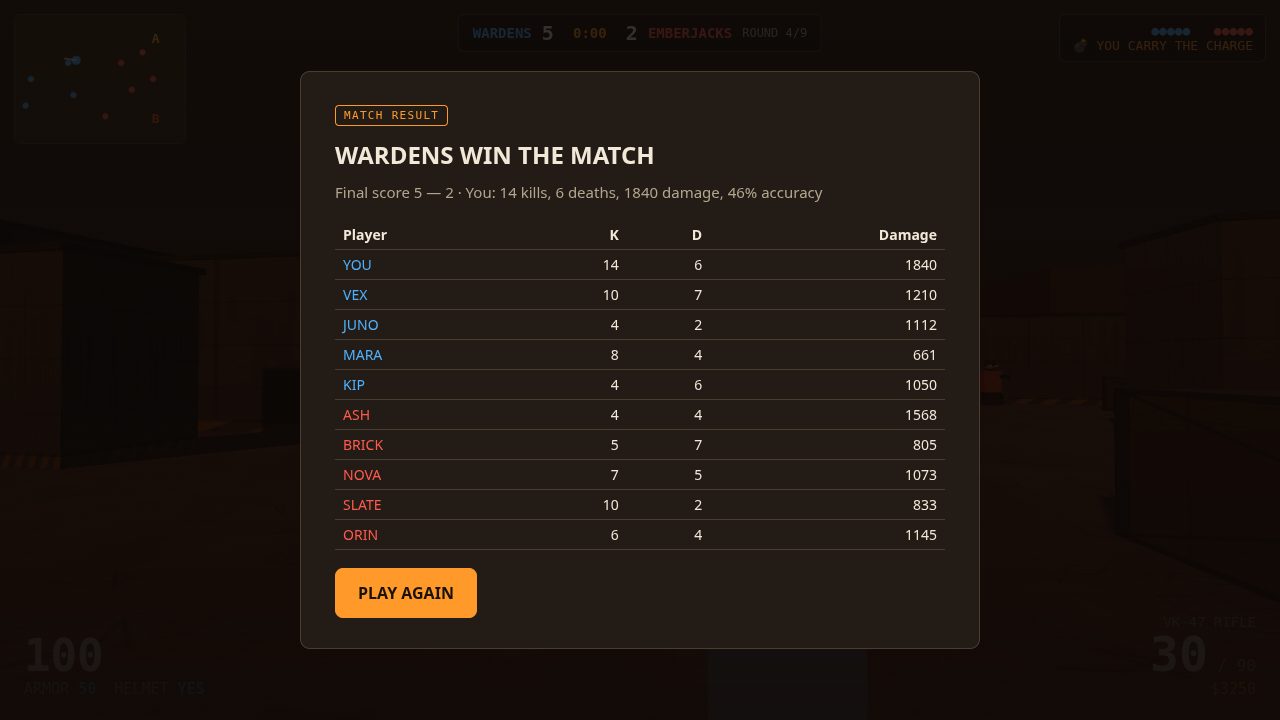 A
B
WARDENS 5 0:00 2 EMBERJACKS ROUND 4/9
YOU CARRY THE CHARGE
MATCH RESULT
WARDENS WIN THE MATCH
Final score 5 — 2 · You: 14 kills, 6 deaths, 1840 damage, 46% accuracy
Player K D Damage
YOU 14 6 1840
VEX 10 7 1210
JUNO 4 2 1112
MARA 8 4 661
KIP 4 6 1050
ASH 4 4 1568
BRICK 5 7 805
NOVA 7 5 1073
SLATE 10 2 833
ORIN 6 4 1145
PLAY AGAIN
100
ARMOR 50 HELMET YES
VK-47 RIFLE
30 / 90
$3250